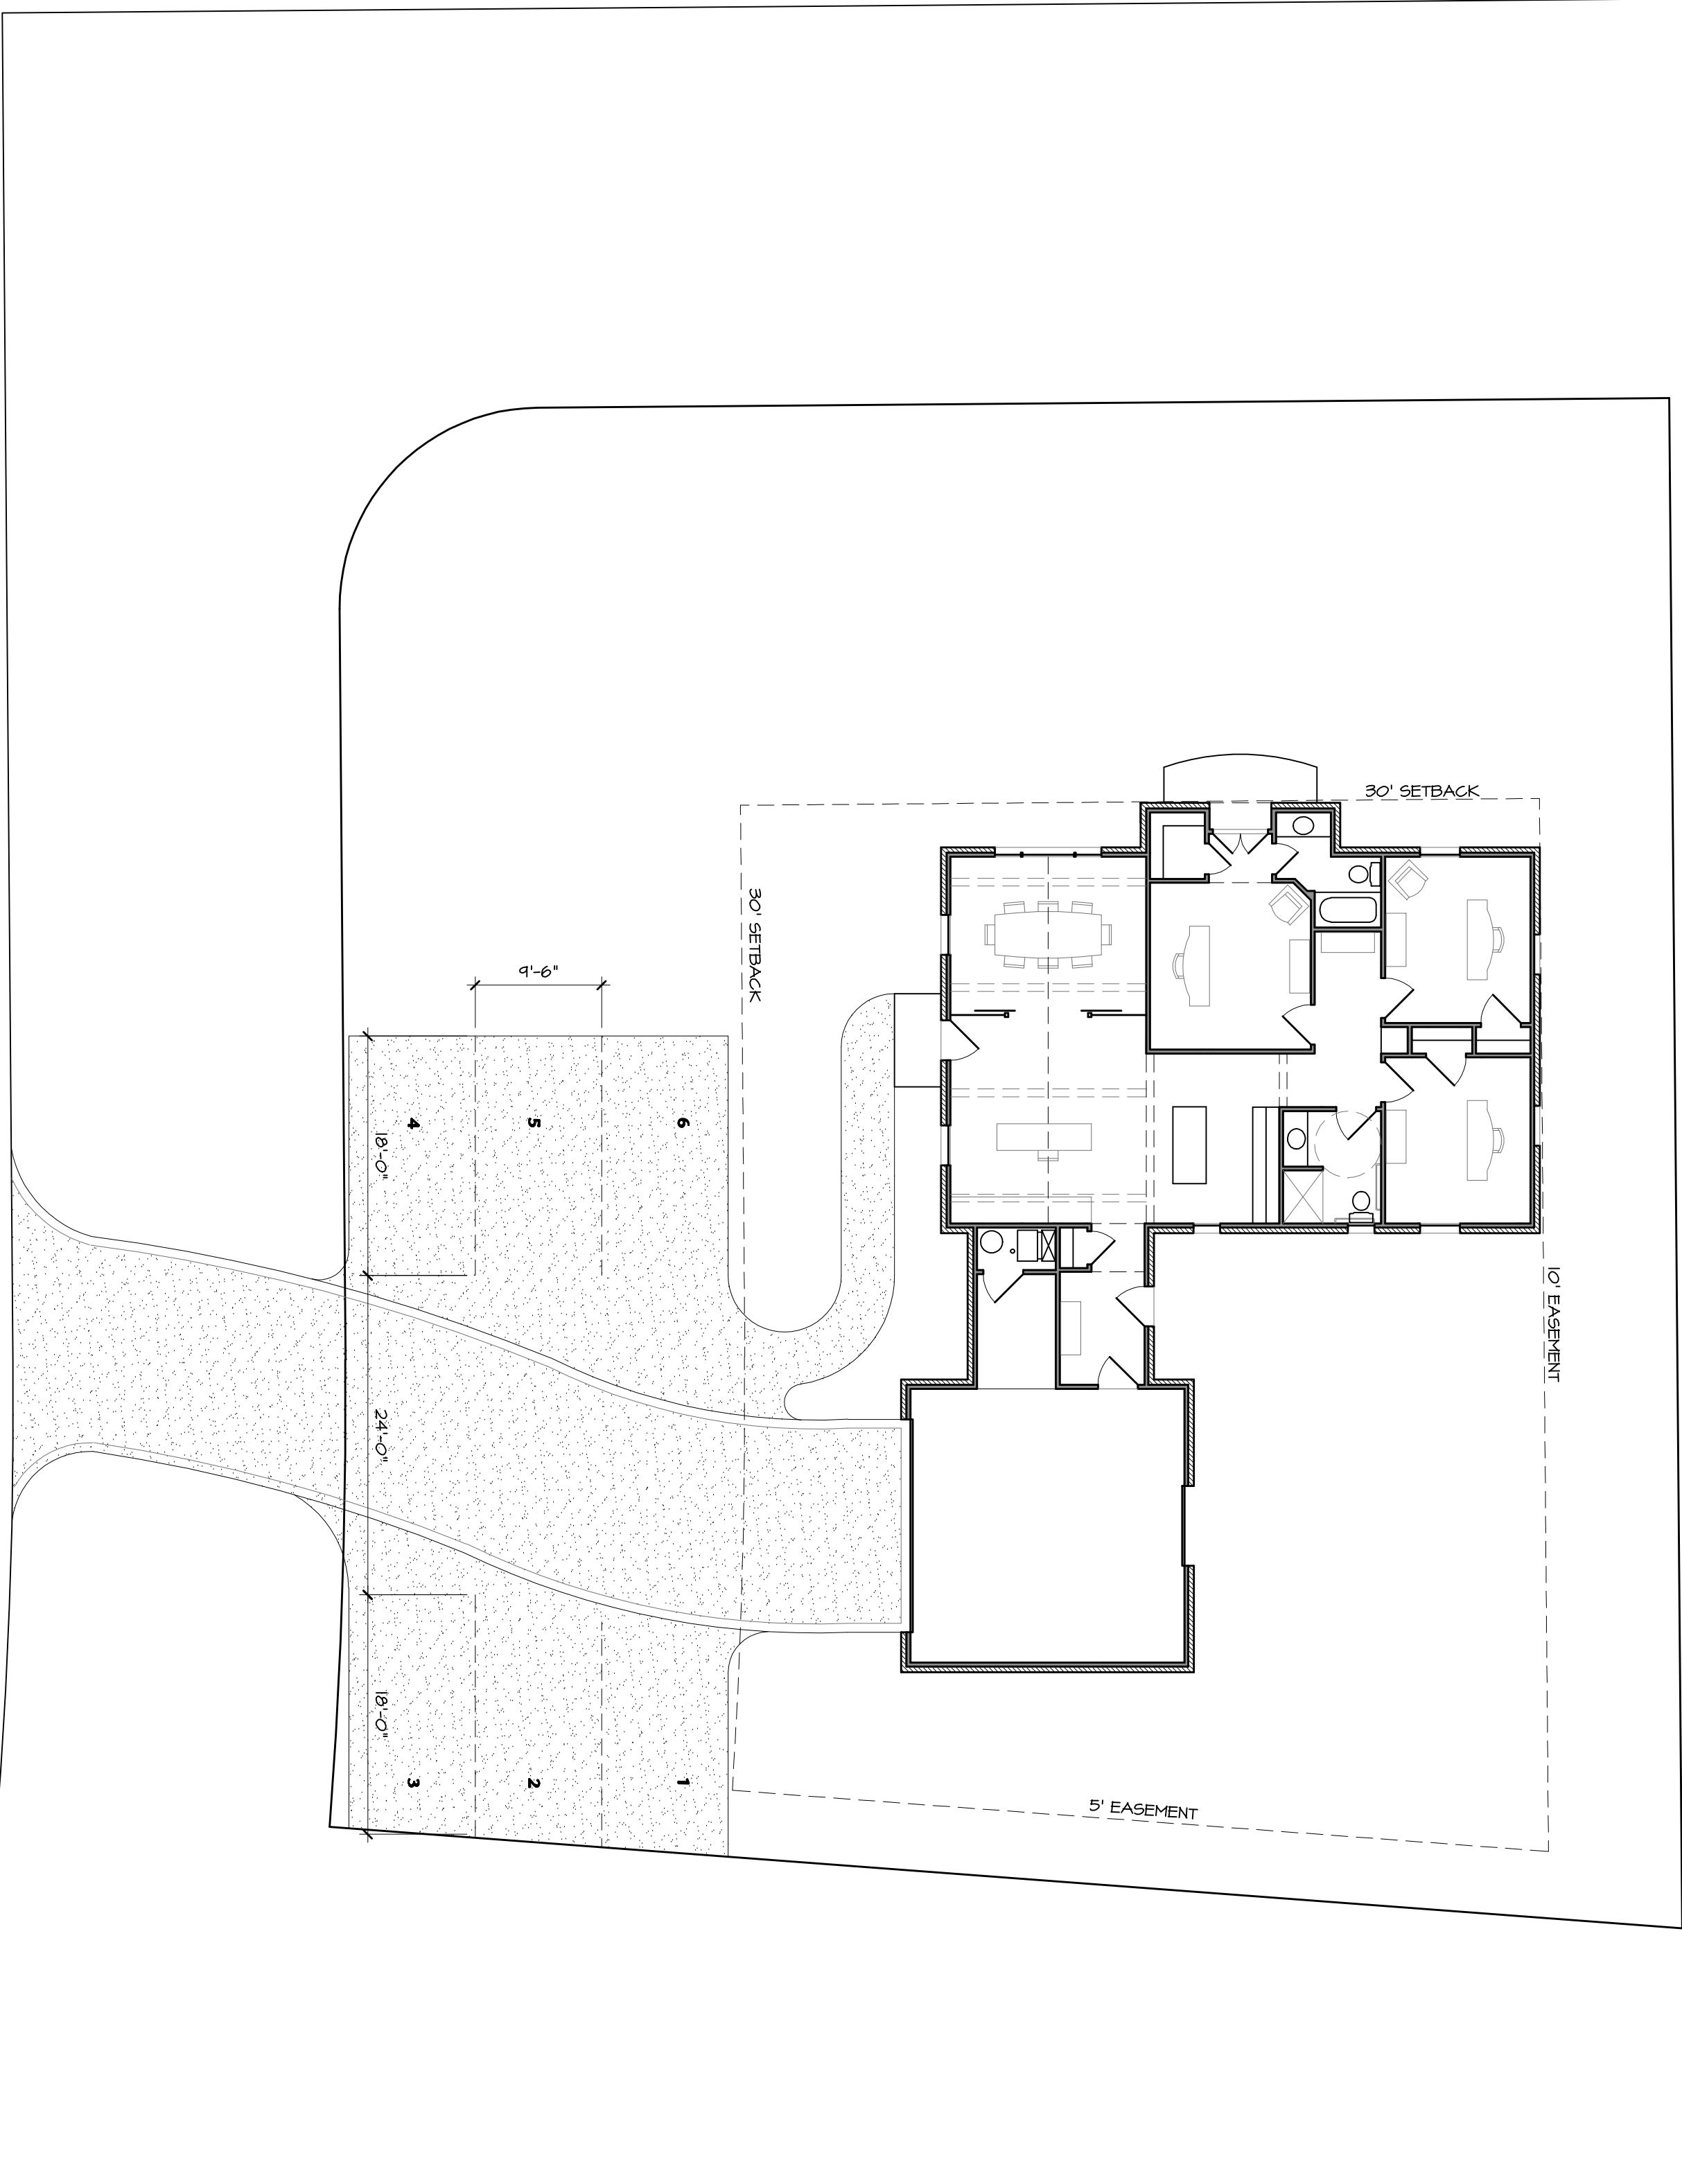 30' SETBACK
30' SETBACK
9'-6"
4
5
6
18'-0"
10' EASEMENT
24'-0"
18'-0"
3
2
1
5' EASEMENT